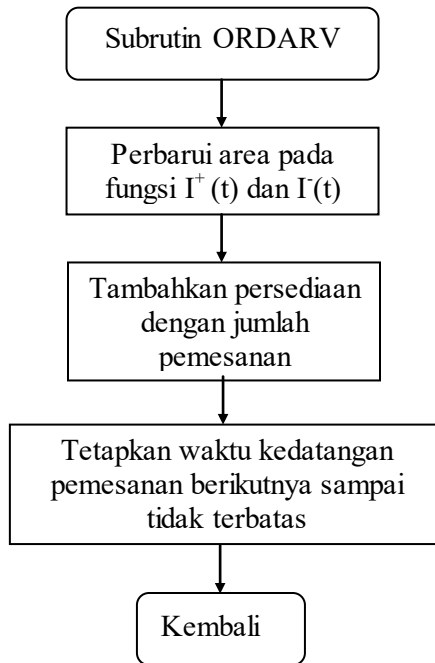 Subrutin ORDARV
Perbarui area pada
fungsi I⁺ (t) dan I⁻(t)
Tambahkan persediaan
dengan jumlah
pemesanan
Tetapkan waktu kedatangan
pemesanan berikutnya sampai
tidak terbatas
Kembali